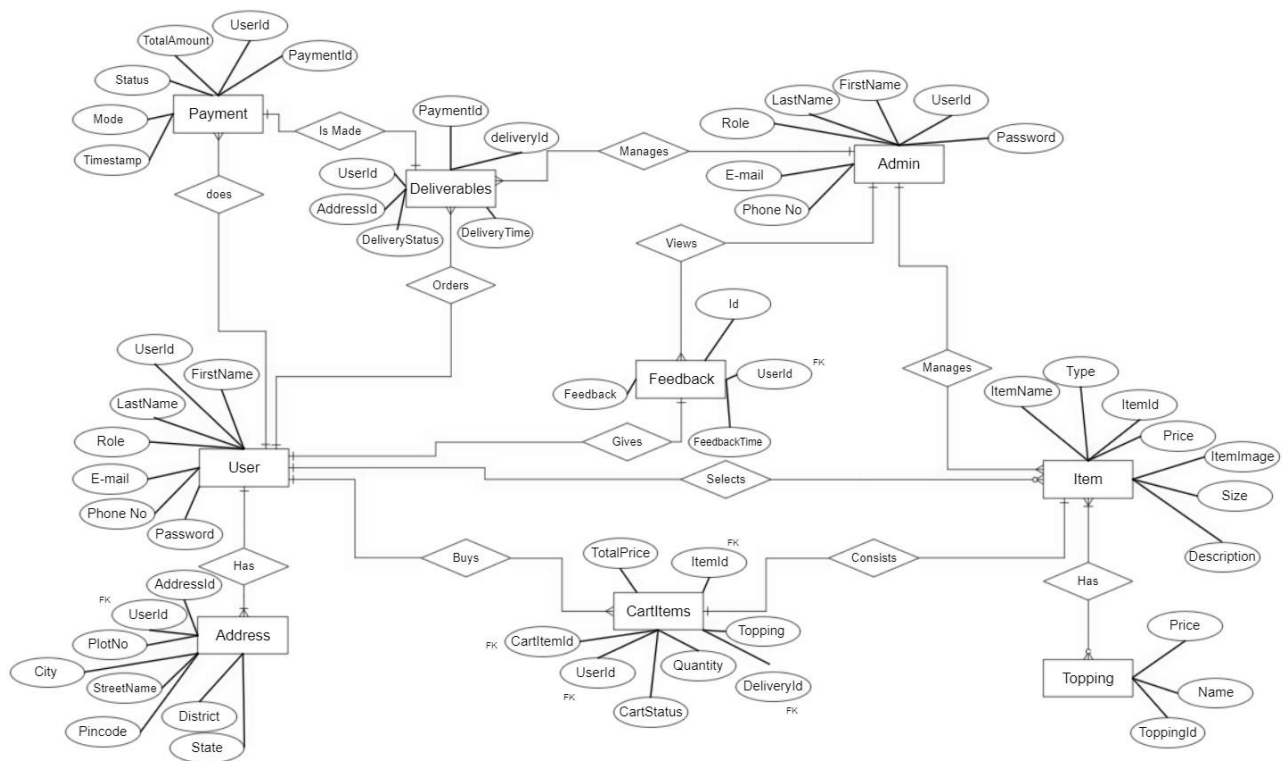 UserId
TotalAmount
PaymentId
Status
Payment
Mode
Timestamp
Is Made
does
PaymentId
deliveryId
UserId
Deliverables
AddressId
DeliveryStatus
DeliveryTime
Manages
FirstName
LastName
UserId
Role
Password
Admin
E-mail
Phone No
Views
Orders
Id
UserId
FK
Feedback
Feedback
FeedbackTime
Manages
Type
ItemName
ItemId
Price
ItemImage
Item
Size
Description
UserId
FirstName
LastName
Role
User
E-mail
Phone No
Password
Gives
Selects
Has
Buys
Consists
Has
AddressId
FK
UserId
PlotNo
Address
City
StreetName
Pincode
District
State
FK
TotalPrice
ItemId
CartItems
FK
CartItemId
Topping
UserId
Quantity
FK
DeliveryId
FK
CartStatus
Price
Topping
Name
ToppingId